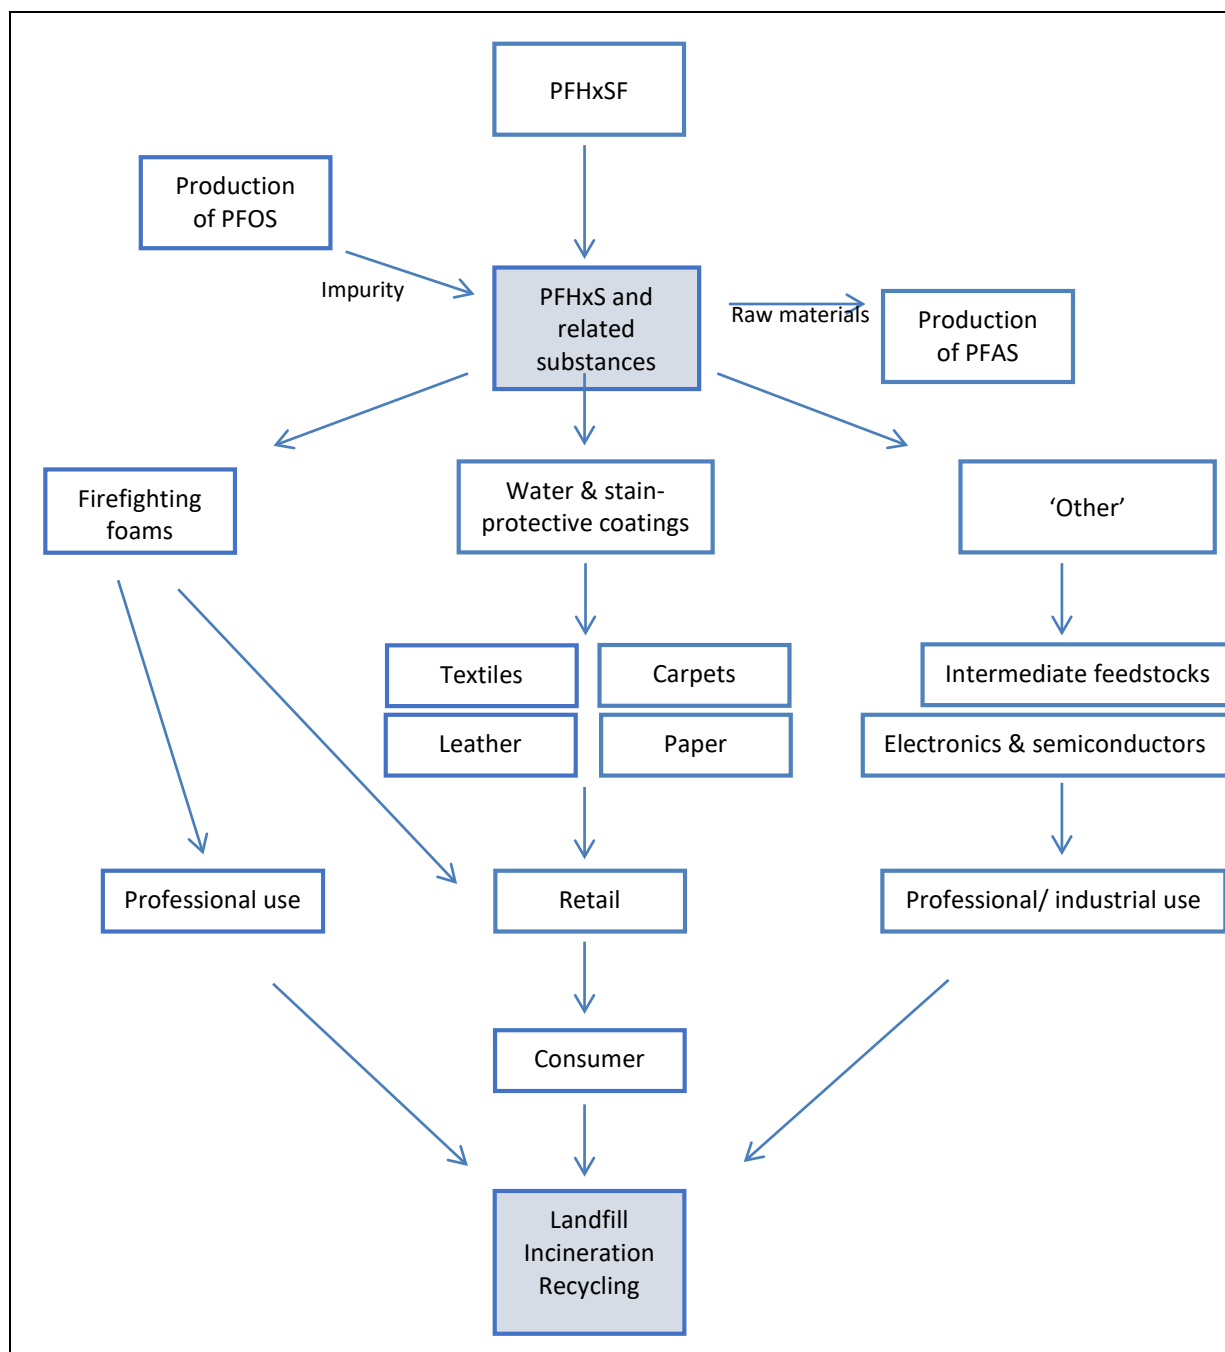 PFHxSF
Production
of PFOS
Impurity
PFHxS and
related
substances
Raw materials
Production
of PFAS
Firefighting
foams
Water & stain-
protective coatings
‘Other’
Textiles
Carpets
Intermediate feedstocks
Leather
Paper
Electronics & semiconductors
Professional use
Retail
Professional/ industrial use
Consumer
Landfill
Incineration
Recycling